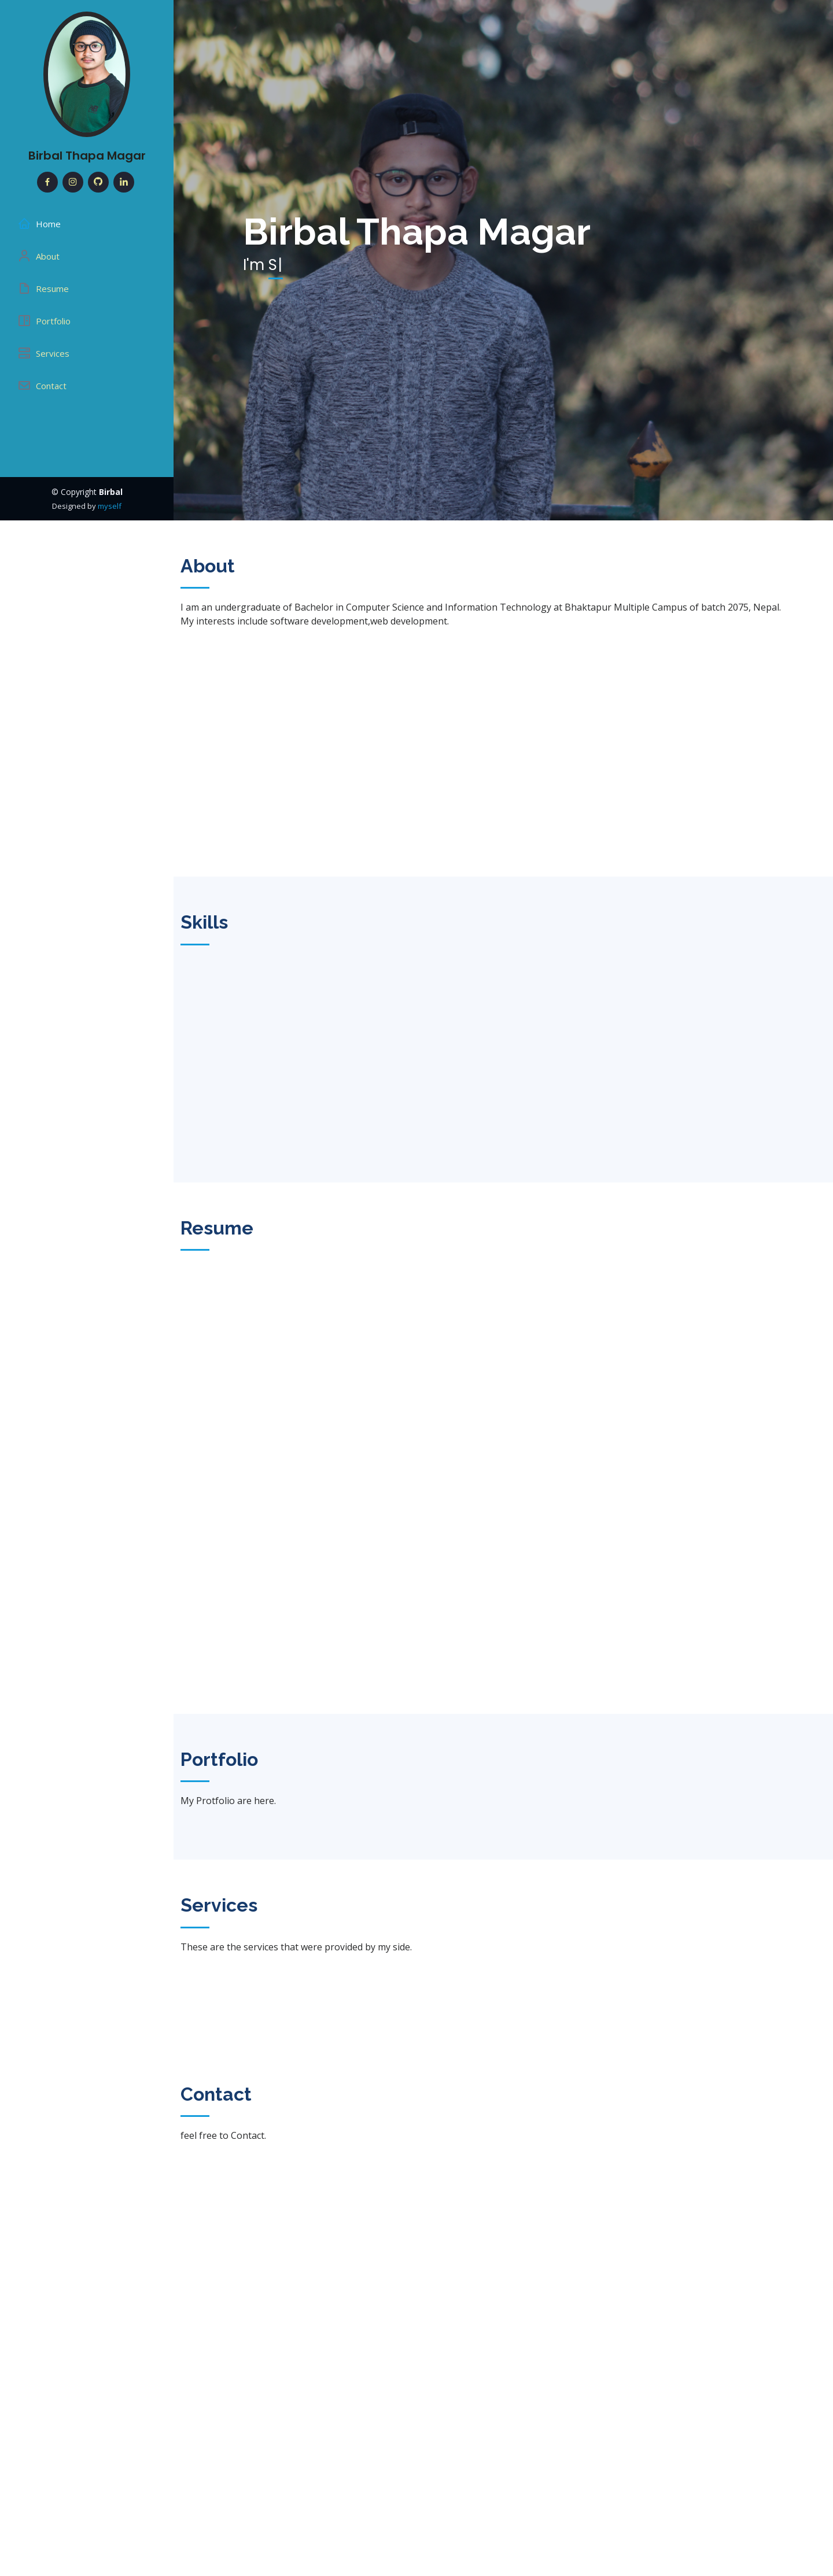 Birbal Thapa Magar
Home
About
Resume
Portfolio
Services
Contact
© Copyright Birbal
Designed by myself
Birbal Thapa Magar
I'm S|
About
I am an undergraduate of Bachelor in Computer Science and Information Technology at Bhaktapur Multiple Campus of batch 2075, Nepal.
My interests include software development,web development.
Skills
Resume
Portfolio
My Protfolio are here.
Services
These are the services that were provided by my side.
Contact
feel free to Contact.